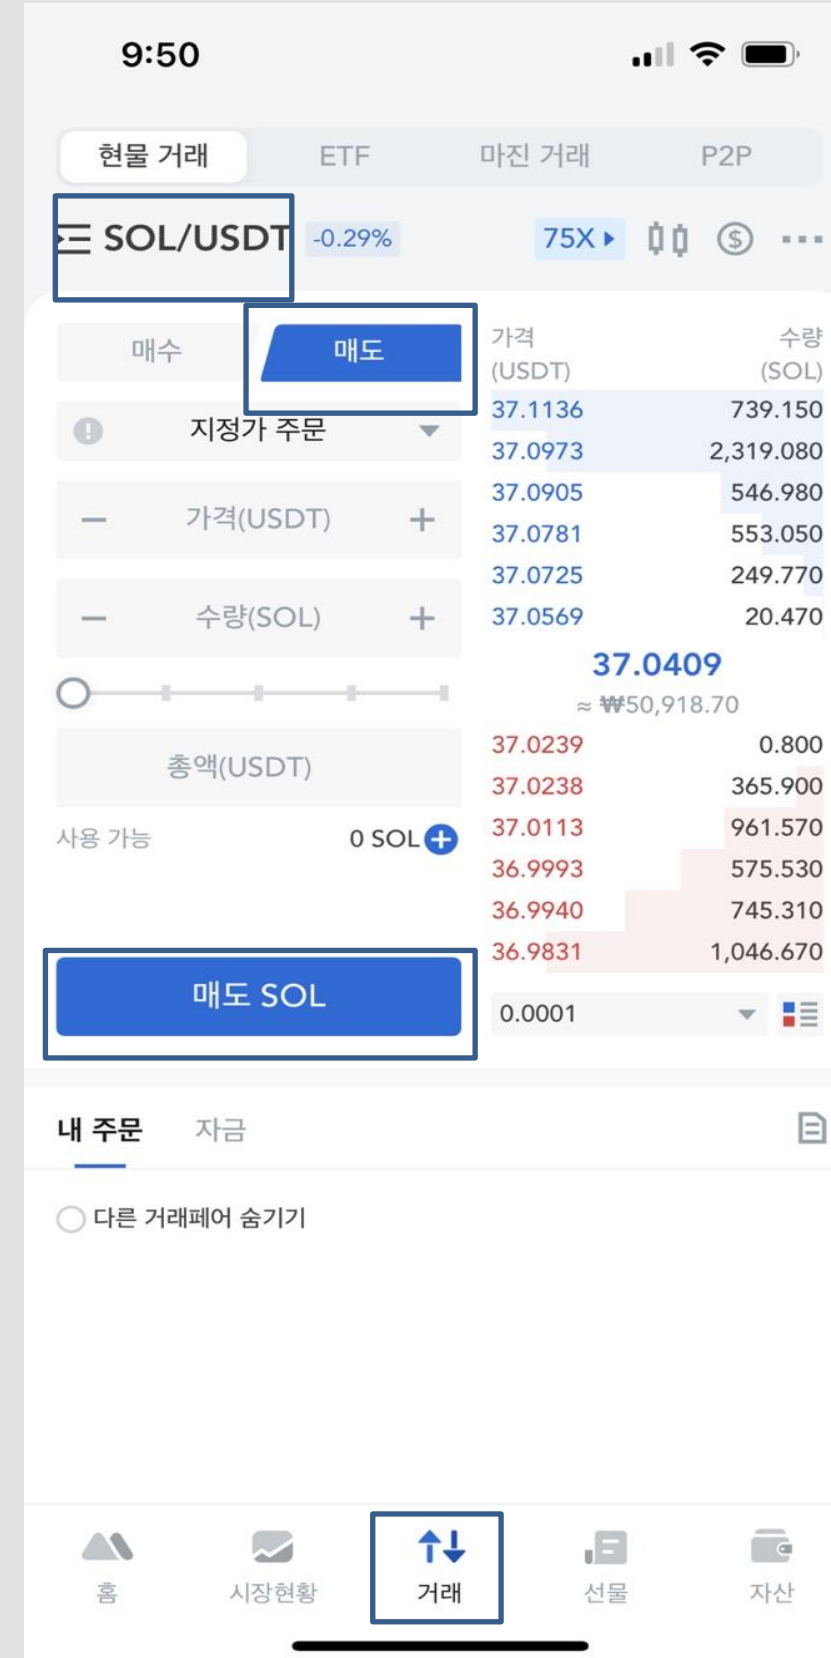 9:50
현물 거래 ETF 마진 거래 P2P
SOL/USDT -0.29% 75X
매수 매도
가격 수량
(USDT) (SOL)
지정가 주문
가격(USDT)
수량(SOL)
총액(USDT)
사용 가능 0 SOL
매도 SOL
37.1136 739.150
37.0973 2,319.080
37.0905 546.980
37.0781 553.050
37.0725 249.770
37.0569 20.470
37.0409
≈ ₩50,918.70
37.0239 0.800
37.0238 365.900
37.0113 961.570
36.9993 575.530
36.9940 745.310
36.9831 1,046.670
0.0001
내 주문 자금
다른 거래페어 숨기기
홈 시장현황 거래 선물 자산